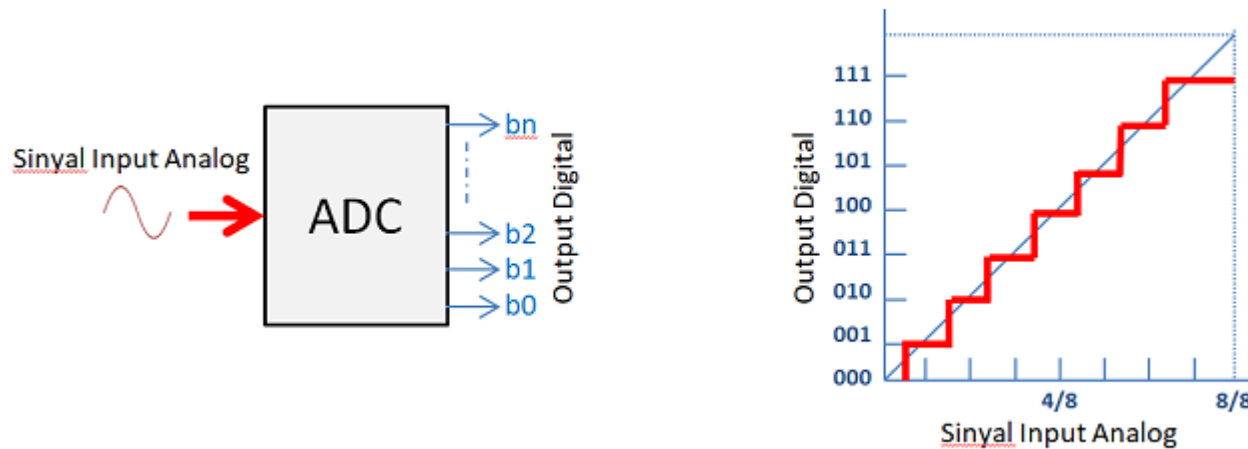 Sinyal Input Analog
ADC
bn
b2
b1
b0
Output Digital
Output Digital
111
110
101
100
011
010
001
000
4/8
8/8
Sinyal Input Analog